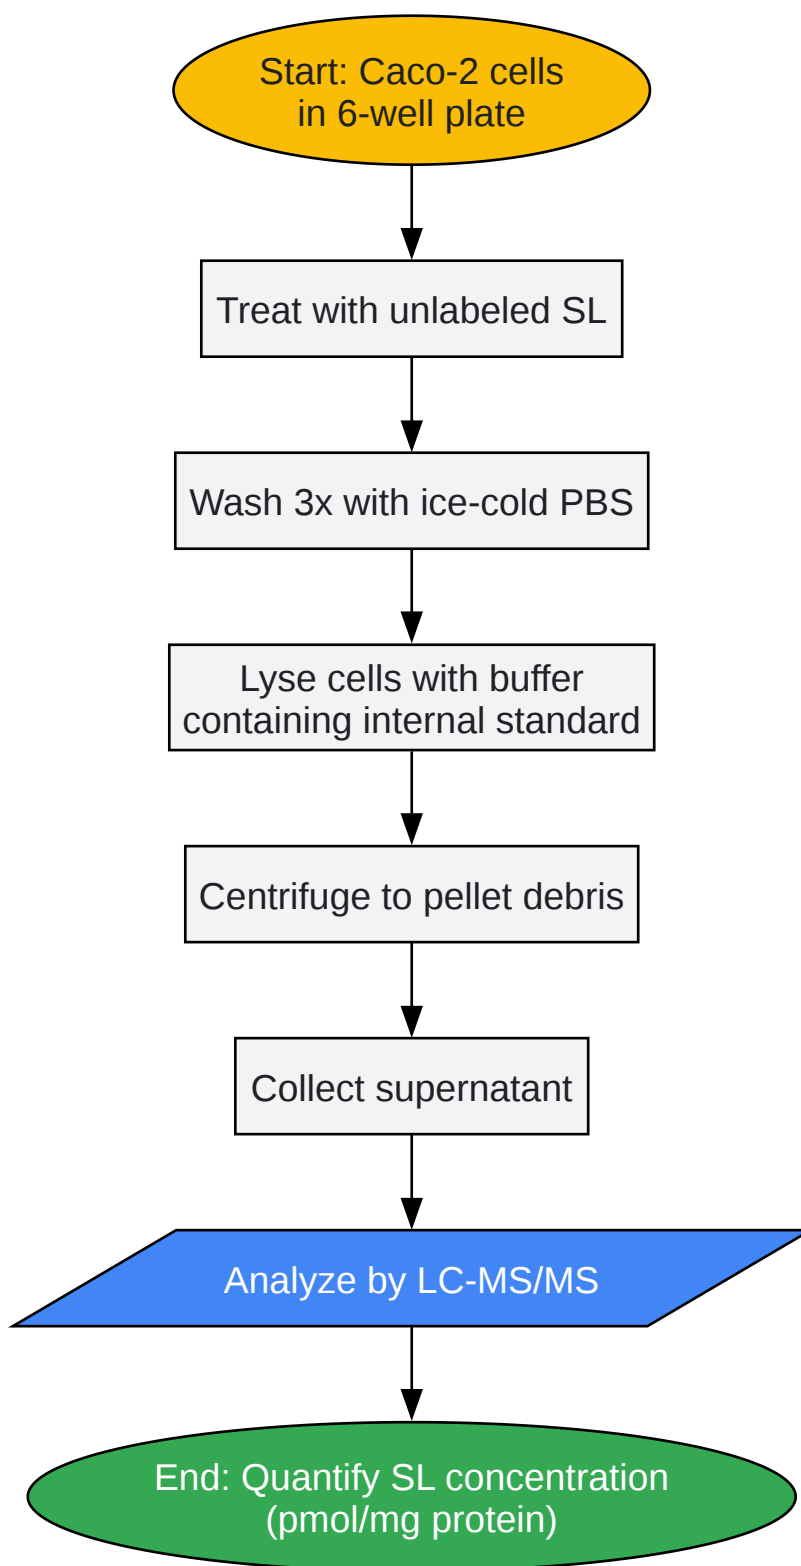 Start: Caco-2 cells
in 6-well plate
Treat with unlabeled SL
Wash 3x with ice-cold PBS
Lyse cells with buffer
containing internal standard
Centrifuge to pellet debris
Collect supernatant
Analyze by LC-MS/MS
End: Quantify SL concentration
(pmol/mg protein)